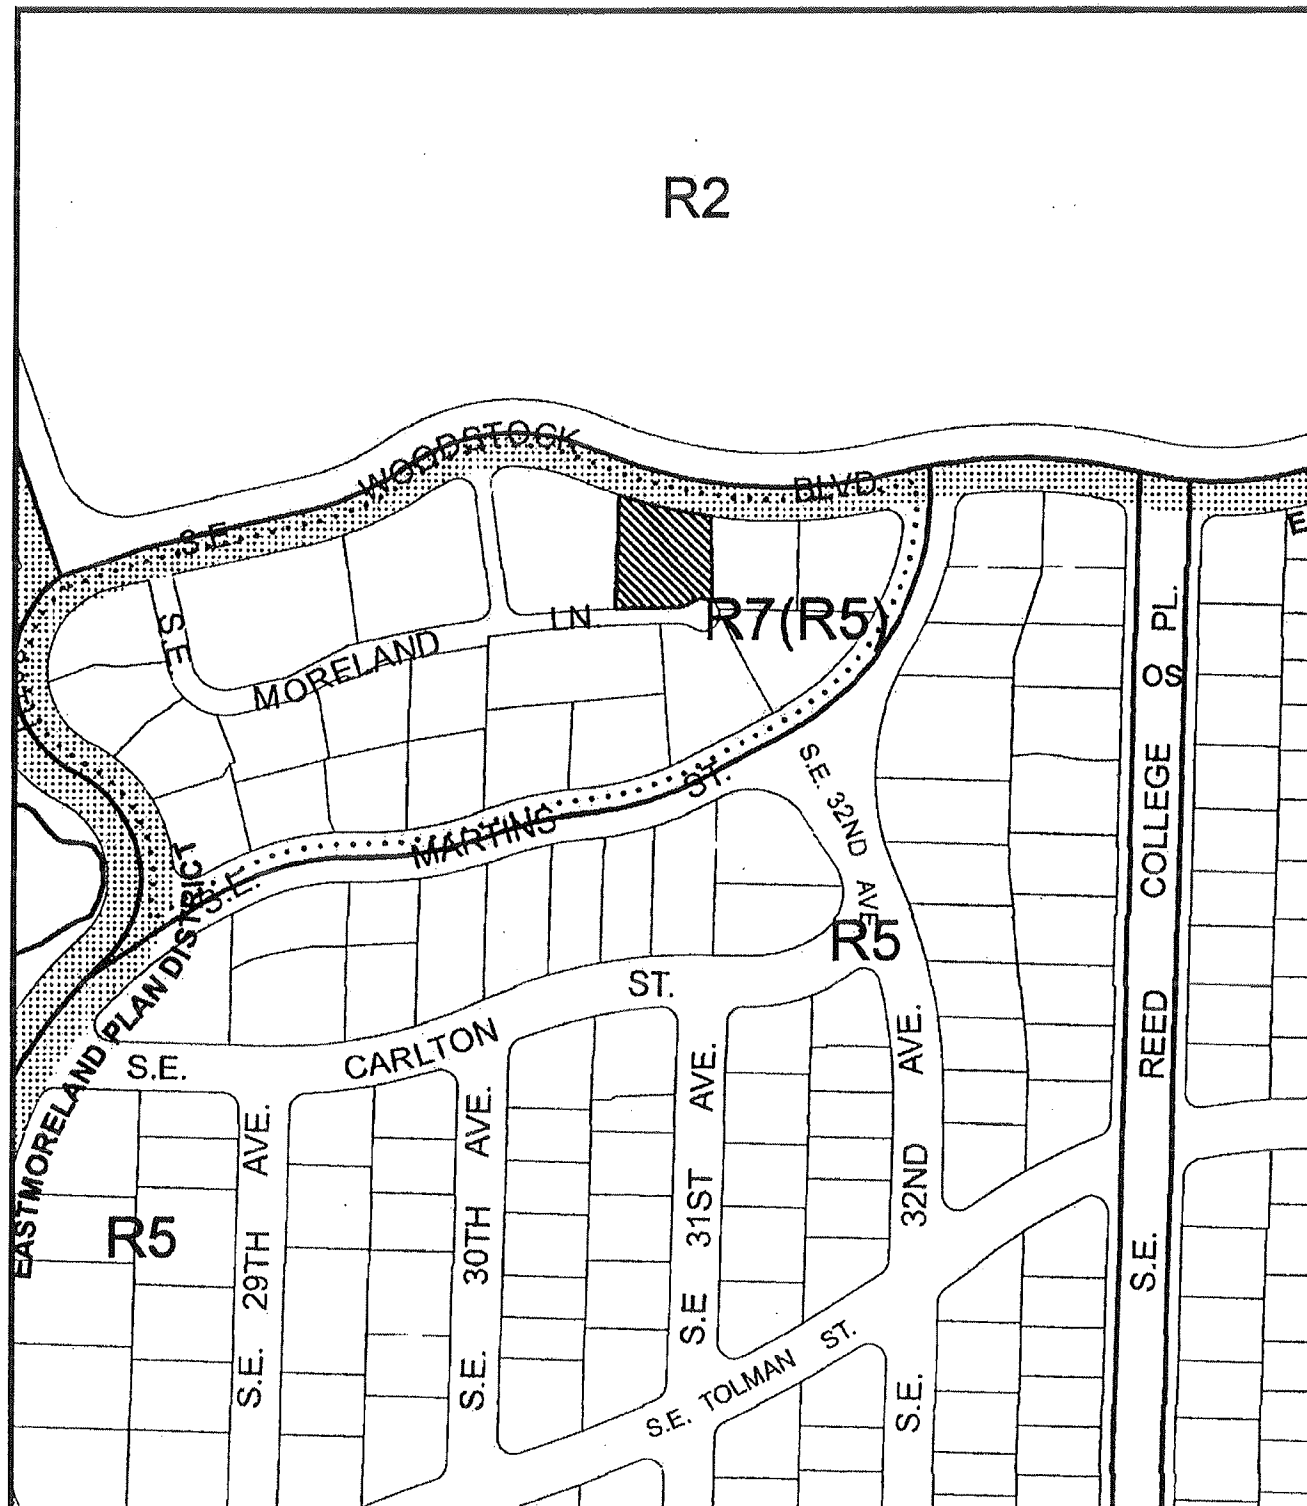 R2
S.E. WOODSTOCK BLVD.
E
S.E. MORELAND LN
R7(R5)
OS
S.E. MARTINS ST.
S.E. 32ND AVE
R5
EASTMORELAND PLAN DISTRICT
S.E. CARLTON ST.
R5
S.E. 29TH AVE.
S.E. 30TH AVE.
S.E 31ST AVE.
S.E. 32ND AVE.
S.E. REED COLLEGE PL.
S.E. TOLMAN ST.